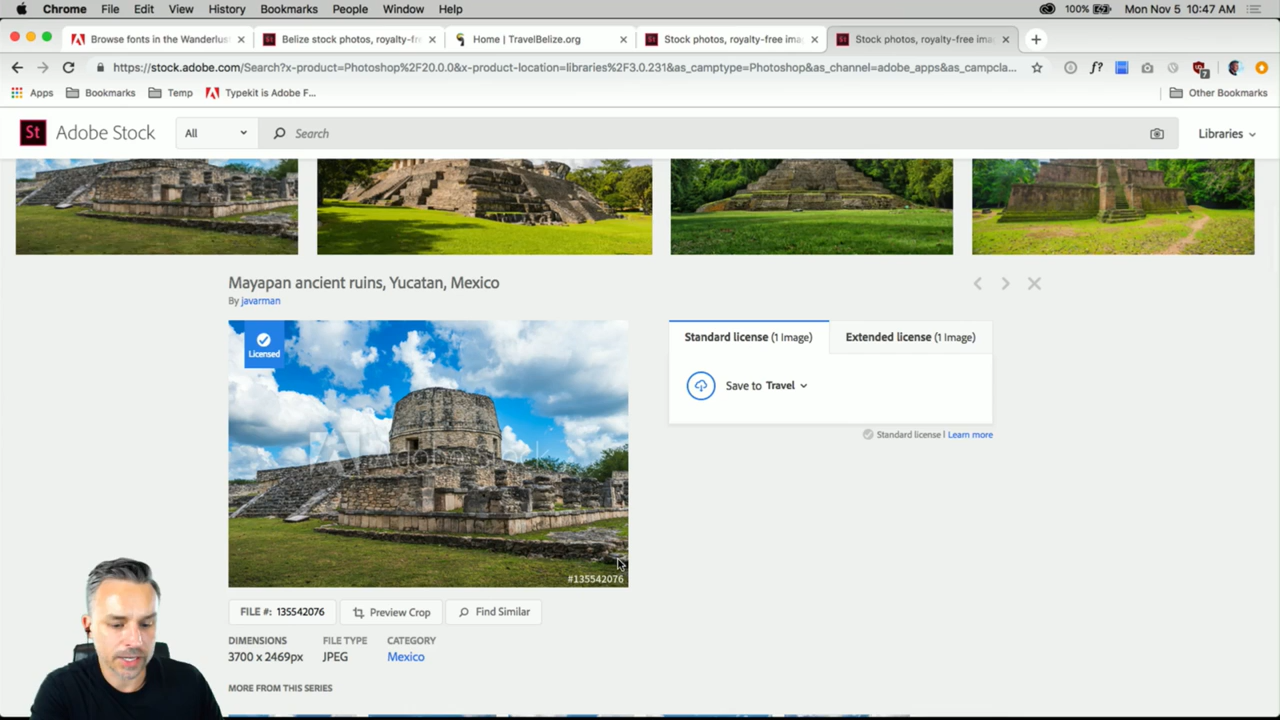 Chrome File Edit View History Bookmarks People Window Help 100% Mon Nov 5 10:47 AM
Browse fonts in the Wanderlus Belize stock photos, royalty-fr Home | TravelBelize.org Stock photos, royalty-free ima Stock photos, royalty-free imag
https://stock.adobe.com/Search?x-product=Photoshop%2F20.0.0&x-product-location=libraries%2F3.0.231&as_camptype=Photoshop&as_channel=adobe_apps&as_campcla... f? 7
Apps Bookmarks Temp Typekit is Adobe F... Other Bookmarks
St Adobe Stock All Search Libraries
Mayapan ancient ruins, Yucatan, Mexico
By javarman
Licensed
Standard license (1 Image) Extended license (1 Image)
Save to Travel
Standard license | Learn more
Adobe Stock
#135542076
FILE #: 135542076 Preview Crop Find Similar
DIMENSIONS FILE TYPE CATEGORY
3700 x 2469px JPEG Mexico
MORE FROM THIS SERIES